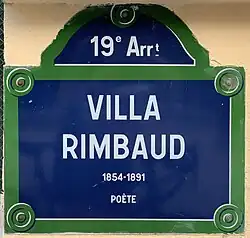 19e Arrt
VILLA
RIMBAUD
1854-1891
POÈTE